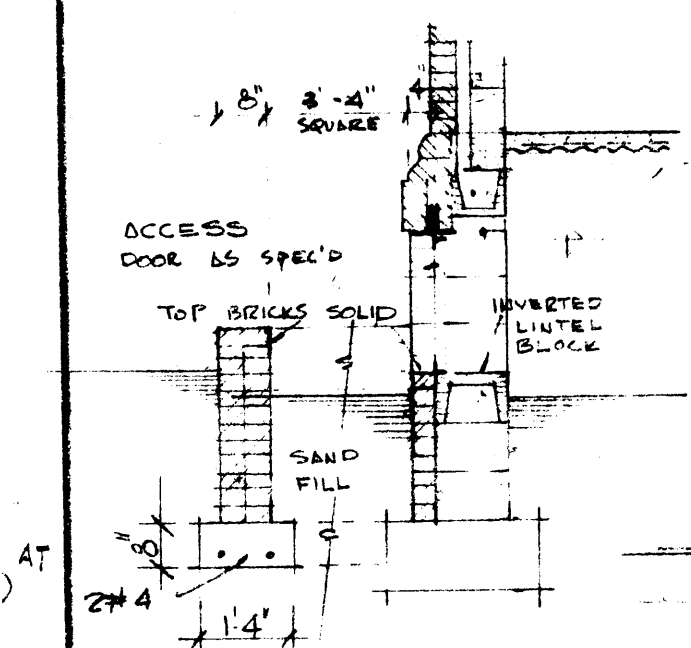 8" 3'-4" 4"
SQUARE
ACCESS
DOOR AS SPEC'D
TOP BRICKS SOLID
INVERTED
LINTEL
BLOCK
SAND
FILL
8"
AT
)
2#4
1'4"